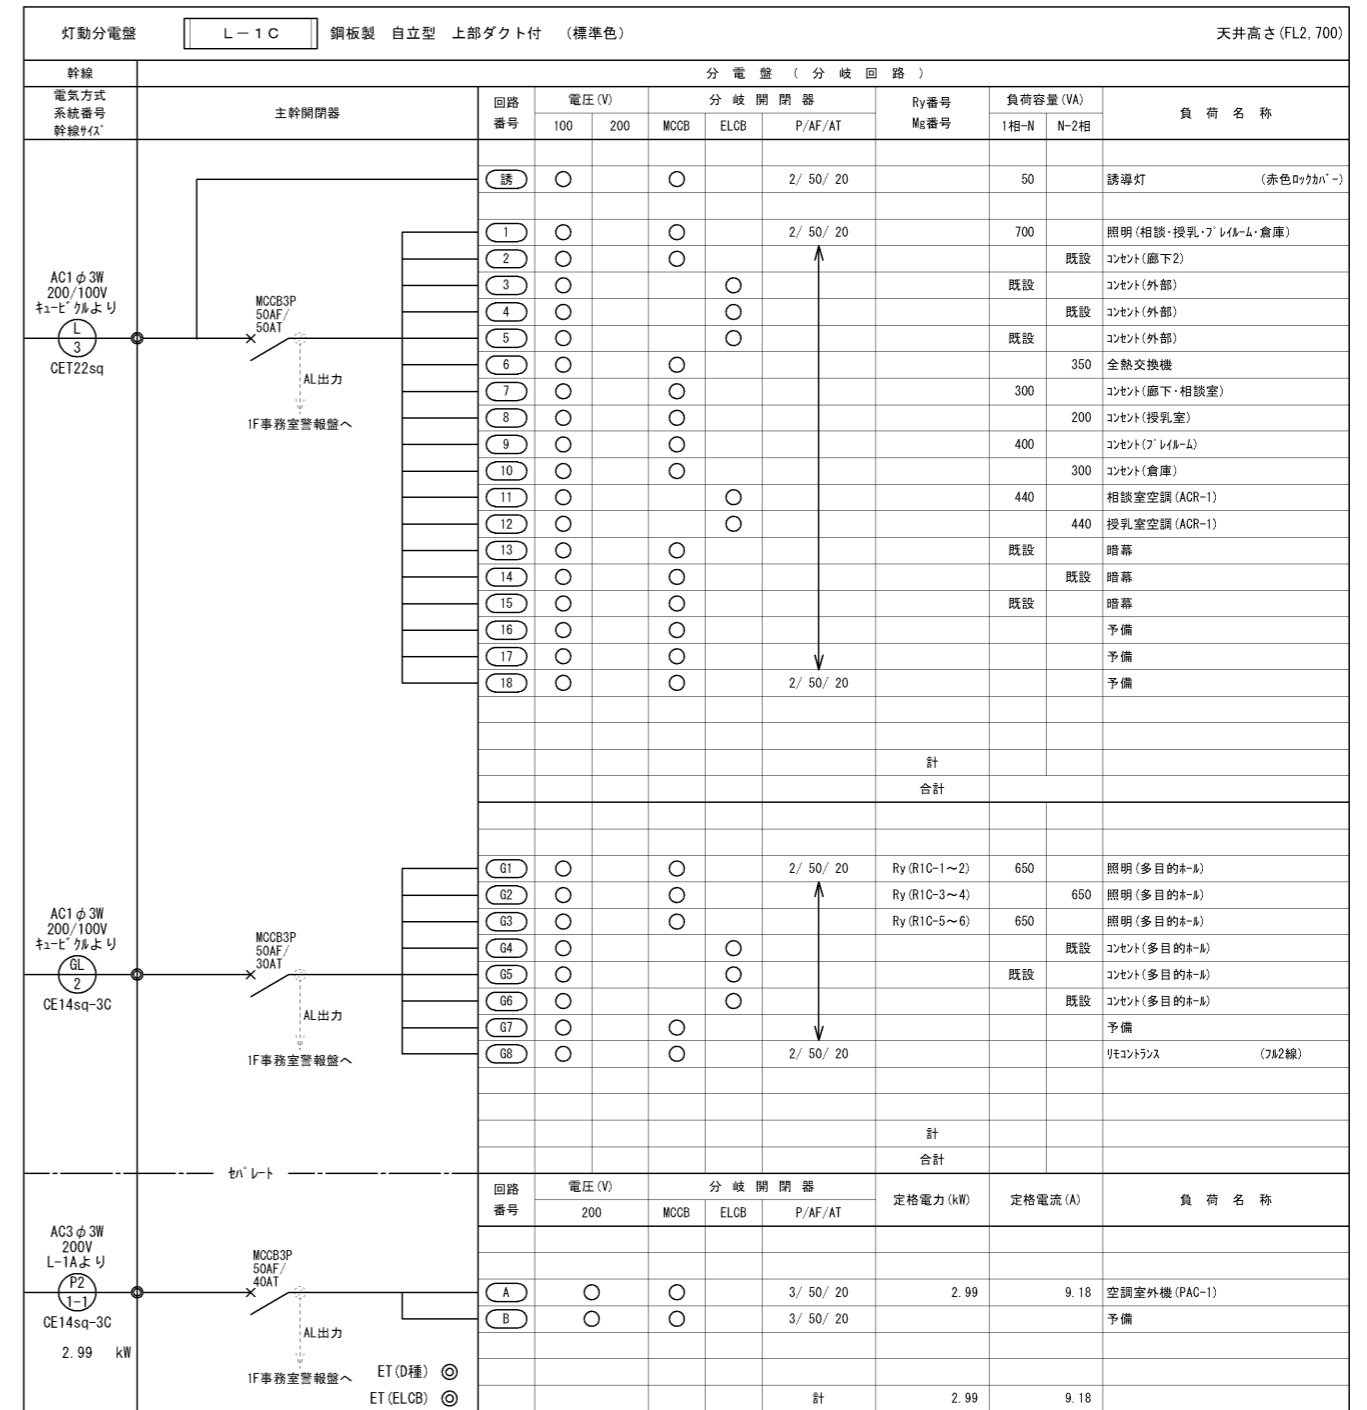 灯動分電盤 L－1C 鋼板製 自立型 上部ダクト付 （標準色） 天井高さ(FL2,700)
幹線 分電盤（分岐回路）
電気方式
系統番号
幹線ｻｲｽﾞ
主幹開閉器
回路番号 電圧(V) 分岐開閉器 Ry番号 Mg番号 負荷容量(VA) 負荷名称
100 200 MCCB ELCB P/AF/AT 1相-N N-2相
誘 ○ ○ 2/ 50/ 20 50 誘導灯 (赤色ﾛｯｸｶﾊﾞｰ)
1 ○ ○ 2/ 50/ 20 700 照明(相談・授乳・ﾌﾟﾚｲﾙｰﾑ・倉庫)
2 ○ ○ 既設 ｺﾝｾﾝﾄ(廊下2)
3 ○ ○ 既設 ｺﾝｾﾝﾄ(外部)
4 ○ ○ 既設 ｺﾝｾﾝﾄ(外部)
5 ○ ○ 既設 ｺﾝｾﾝﾄ(外部)
6 ○ ○ 350 全熱交換機
7 ○ ○ 300 ｺﾝｾﾝﾄ(廊下・相談室)
8 ○ ○ 200 ｺﾝｾﾝﾄ(授乳室)
9 ○ ○ 400 ｺﾝｾﾝﾄ(ﾌﾟﾚｲﾙｰﾑ)
10 ○ ○ 300 ｺﾝｾﾝﾄ(倉庫)
11 ○ ○ 440 相談室空調(ACR-1)
12 ○ ○ 440 授乳室空調(ACR-1)
13 ○ ○ 既設 暗幕
14 ○ ○ 既設 暗幕
15 ○ ○ 既設 暗幕
16 ○ ○ 予備
17 ○ ○ 予備
18 ○ ○ 2/ 50/ 20 予備
計
合計
AC1φ3W
200/100V
ｷｭｰﾋﾞｸﾙより
L
3
CET22sq
MCCB3P
50AF/
50AT
AL出力
1F事務室警報盤へ
G1 ○ ○ 2/ 50/ 20 Ry(R1C-1～2) 650 照明(多目的ﾎｰﾙ)
G2 ○ ○ Ry(R1C-3～4) 650 照明(多目的ﾎｰﾙ)
G3 ○ ○ Ry(R1C-5～6) 650 照明(多目的ﾎｰﾙ)
G4 ○ ○ 既設 ｺﾝｾﾝﾄ(多目的ﾎｰﾙ)
G5 ○ ○ 既設 ｺﾝｾﾝﾄ(多目的ﾎｰﾙ)
G6 ○ ○ 既設 ｺﾝｾﾝﾄ(多目的ﾎｰﾙ)
G7 ○ ○ 予備
G8 ○ ○ 2/ 50/ 20 ﾘﾓｺﾝﾄﾗﾝｽ (ﾌﾙ2線)
計
合計
AC1φ3W
200/100V
ｷｭｰﾋﾞｸﾙより
GL
2
CE14sq-3C
MCCB3P
50AF/
30AT
AL出力
1F事務室警報盤へ
ｾﾊﾟﾚｰﾄ
回路番号 電圧(V) 分岐開閉器 定格電力(kW) 定格電流(A) 負荷名称
200 MCCB ELCB P/AF/AT
A ○ ○ 3/ 50/ 20 2.99 9.18 空調室外機(PAC-1)
B ○ ○ 3/ 50/ 20 予備
計 2.99 9.18
AC3φ3W
200V
L-1Aより
P2
1-1
CE14sq-3C
2.99 kW
MCCB3P
50AF/
40AT
AL出力
1F事務室警報盤へ
ET(D種) ◎
ET(ELCB) ◎